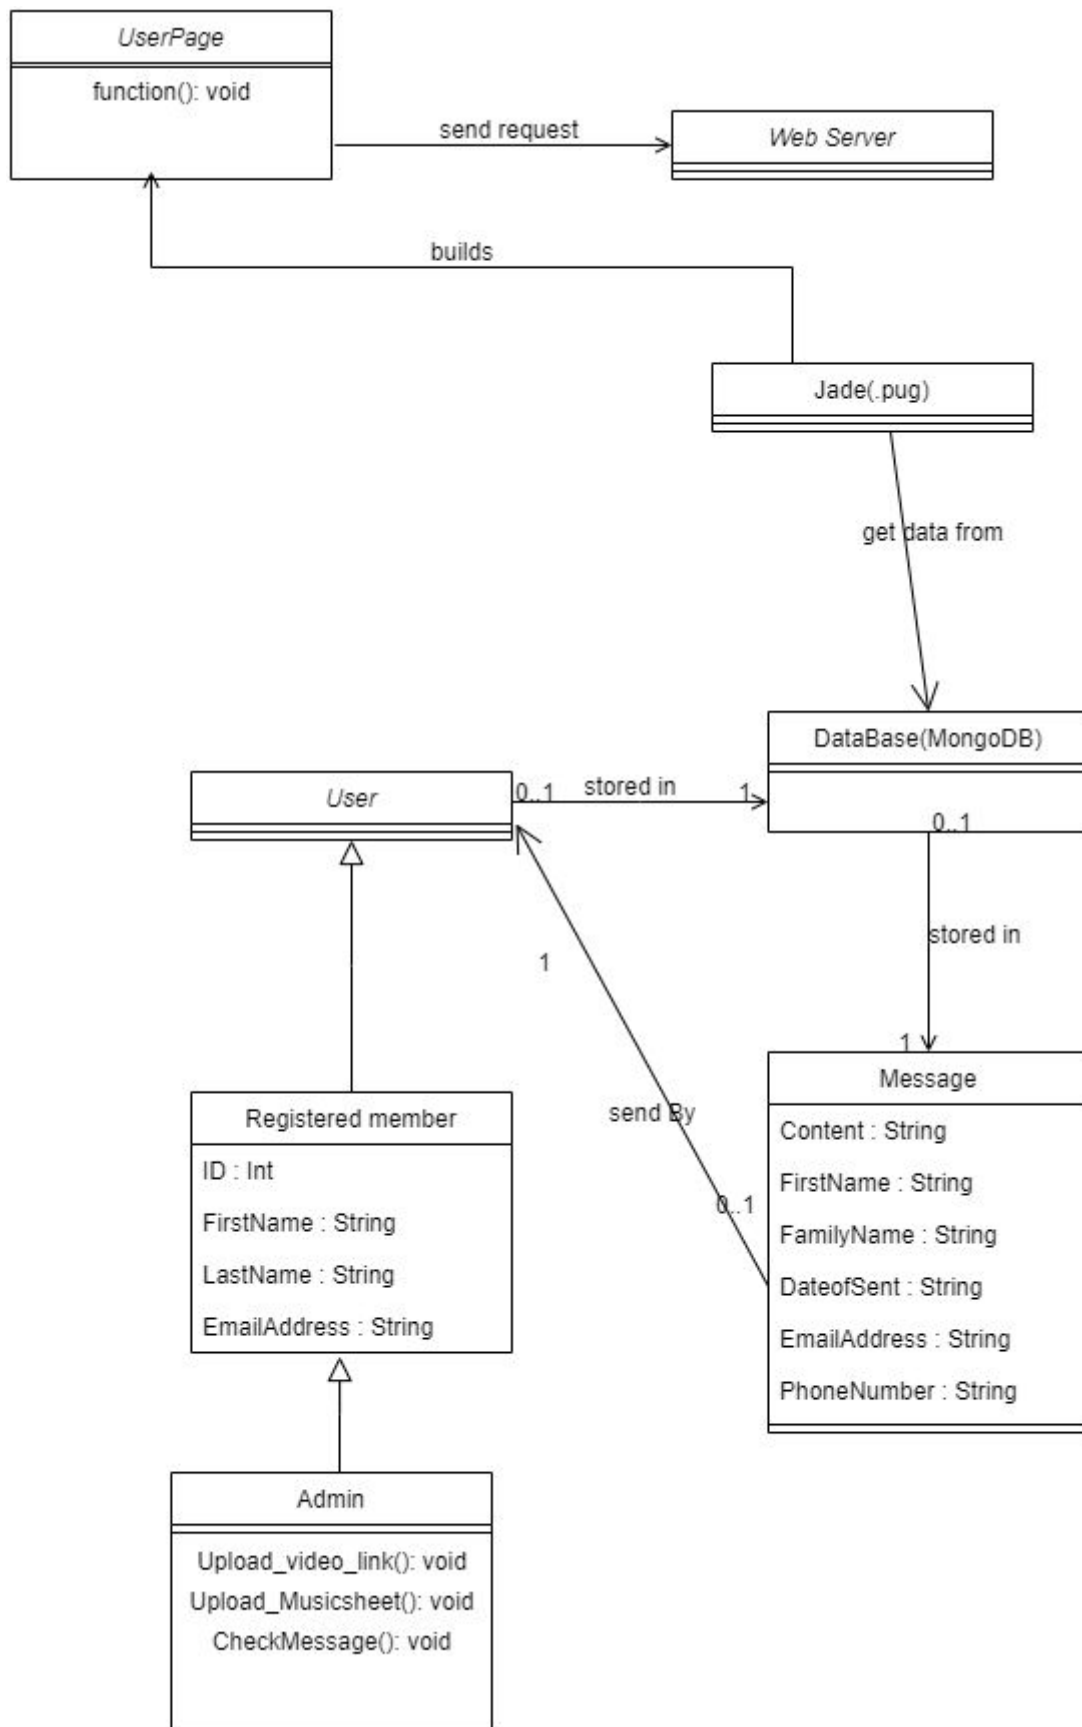 UserPage
function(): void
send request
Web Server
builds
Jade(.pug)
get data from
DataBase(MongoDB)
User
0..1
stored in
1
0..1
stored in
1
1
send By
0..1
Message
Content : String
FirstName : String
FamilyName : String
DateofSent : String
EmailAddress : String
PhoneNumber : String
Registered member
ID : Int
FirstName : String
LastName : String
EmailAddress : String
Admin
Upload_video_link(): void
Upload_Musicsheet(): void
CheckMessage(): void